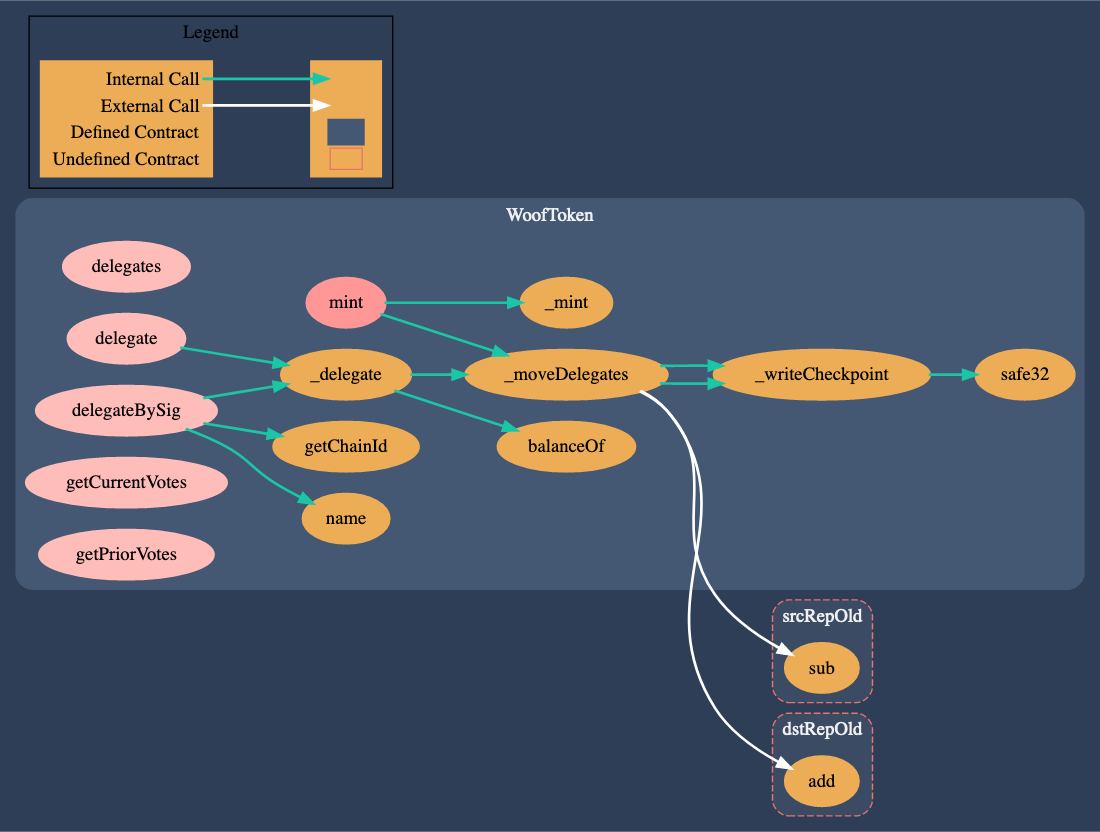 Legend
Internal Call
External Call
Defined Contract
Undefined Contract
WoofToken
delegates
mint
_mint
delegate
_delegate
_moveDelegates
_writeCheckpoint
safe32
delegateBySig
getChainId
balanceOf
getCurrentVotes
name
getPriorVotes
srcRepOld
sub
dstRepOld
add